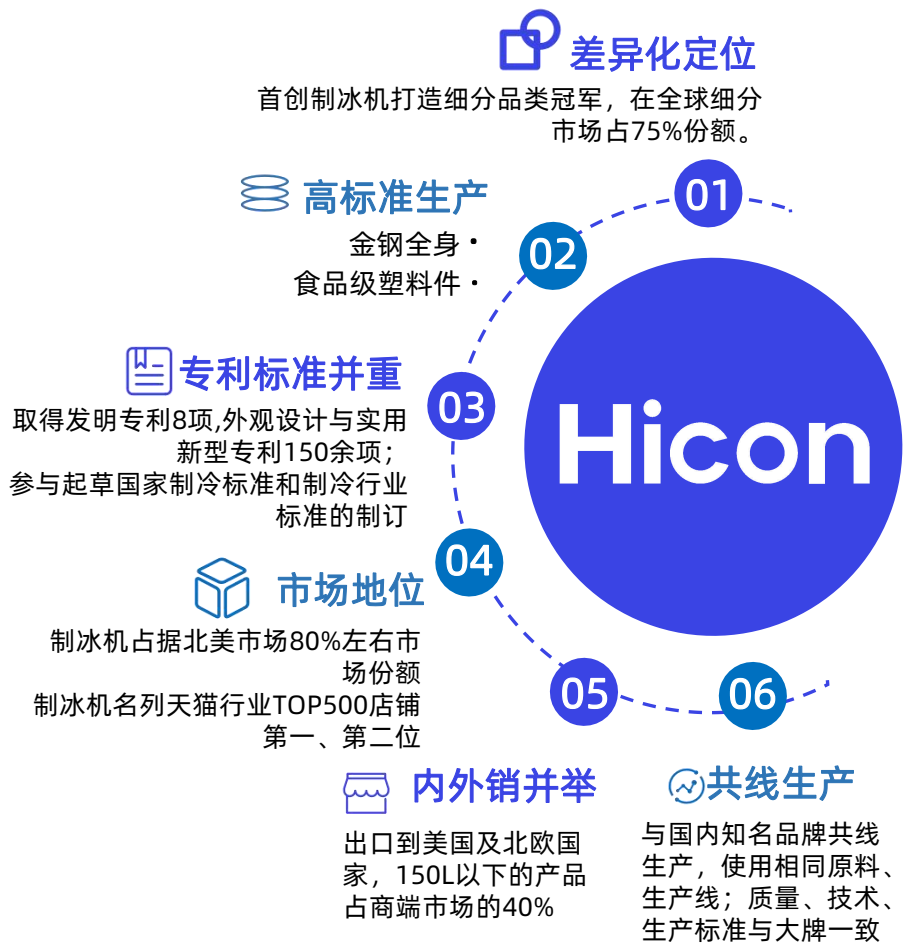 差异化定位
首创制冰机打造细分品类冠军，在全球细分
市场占75%份额。
01
高标准生产
金钢全身·
食品级塑料件·
02
专利标准并重
取得发明专利8项,外观设计与实用
新型专利150余项；
参与起草国家制冷标准和制冷行业
标准的制订
03
Hicon
市场地位
制冰机占据北美市场80%左右市
场份额
制冰机名列天猫行业TOP500店铺
第一、第二位
04
05
内外销并举
出口到美国及北欧国
家，150L以下的产品
占商端市场的40%
06
共线生产
与国内知名品牌共线
生产，使用相同原料、
生产线；质量、技术、
生产标准与大牌一致